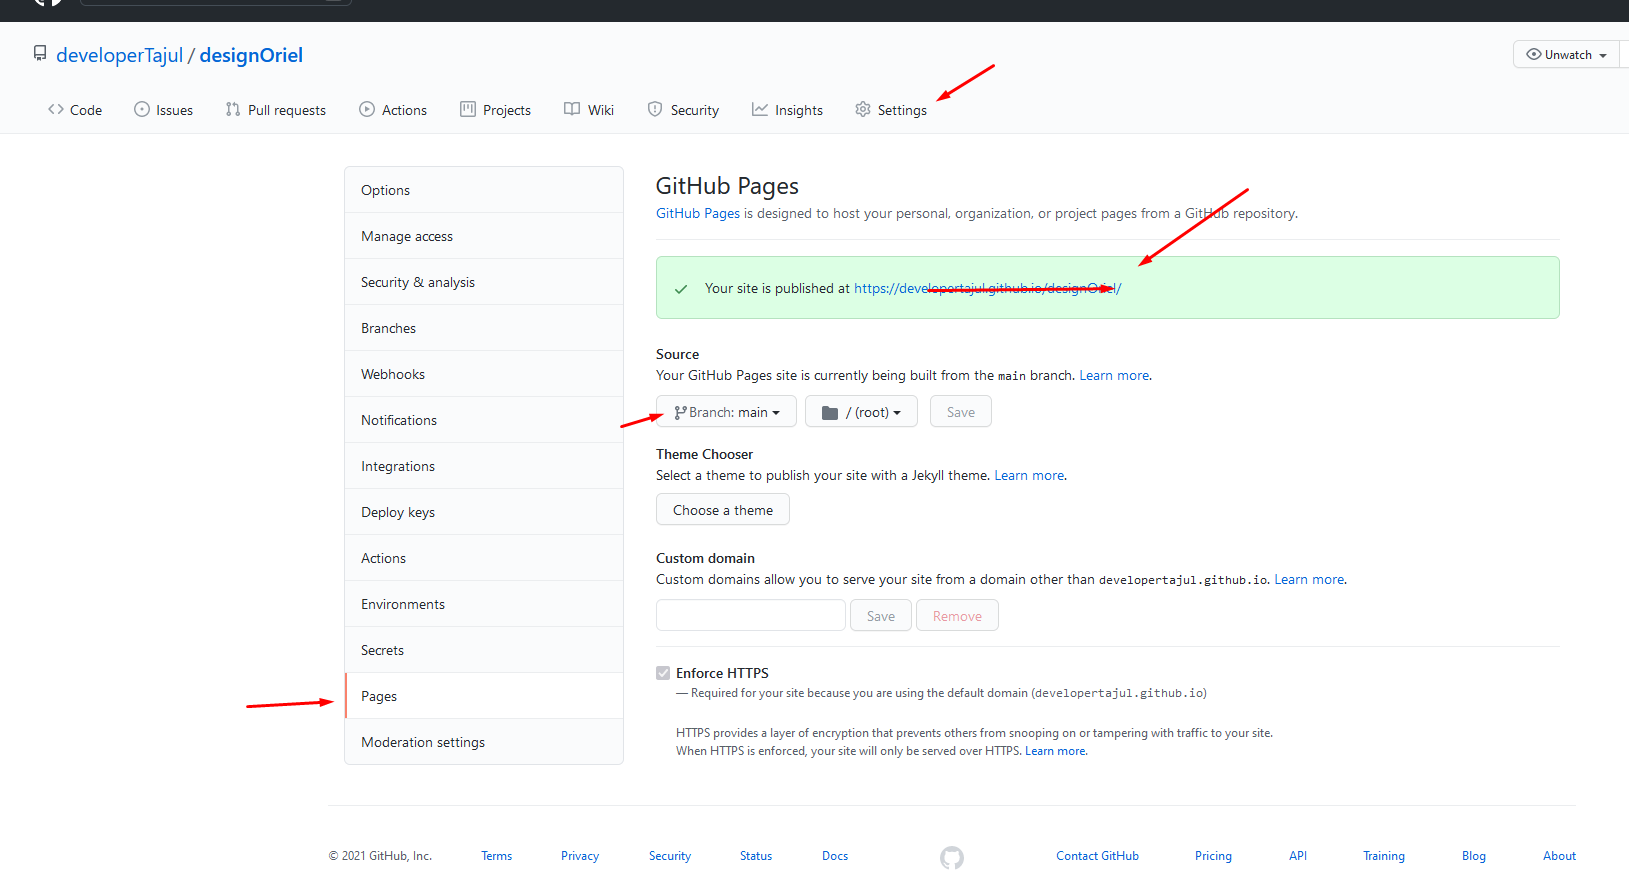 developerTajul / designOriel
Unwatch
Code Issues Pull requests Actions Projects Wiki Security Insights Settings
Options
Manage access
Security & analysis
Branches
Webhooks
Notifications
Integrations
Deploy keys
Actions
Environments
Secrets
Pages
Moderation settings
GitHub Pages
GitHub Pages is designed to host your personal, organization, or project pages from a GitHub repository.
Your site is published at https://developertajul.github.io/designOriel/
Source
Your GitHub Pages site is currently being built from the main branch. Learn more.
Branch: main / (root) Save
Theme Chooser
Select a theme to publish your site with a Jekyll theme. Learn more.
Choose a theme
Custom domain
Custom domains allow you to serve your site from a domain other than developertajul.github.io. Learn more.
Save Remove
Enforce HTTPS
— Required for your site because you are using the default domain (developertajul.github.io)
HTTPS provides a layer of encryption that prevents others from snooping on or tampering with traffic to your site.
When HTTPS is enforced, your site will only be served over HTTPS. Learn more.
© 2021 GitHub, Inc. Terms Privacy Security Status Docs Contact GitHub Pricing API Training Blog About